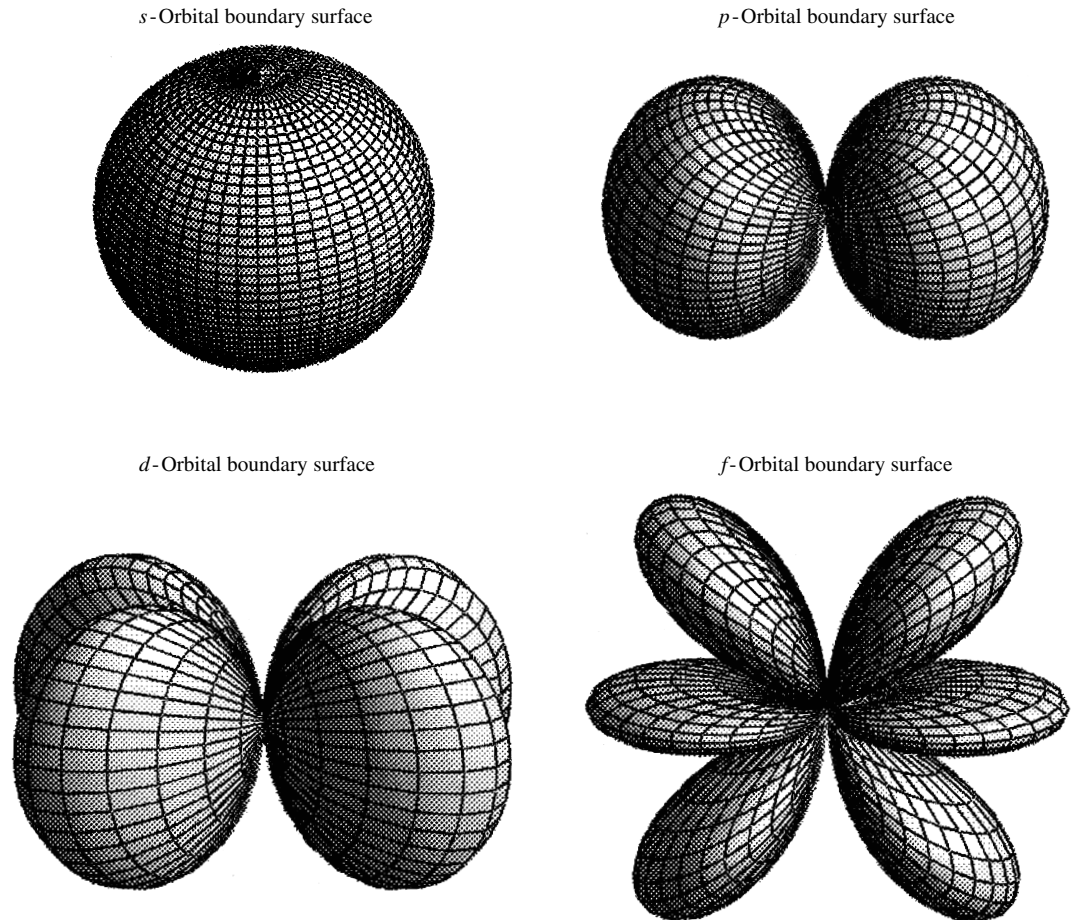 s-Orbital boundary surface
p-Orbital boundary surface
d-Orbital boundary surface
f-Orbital boundary surface